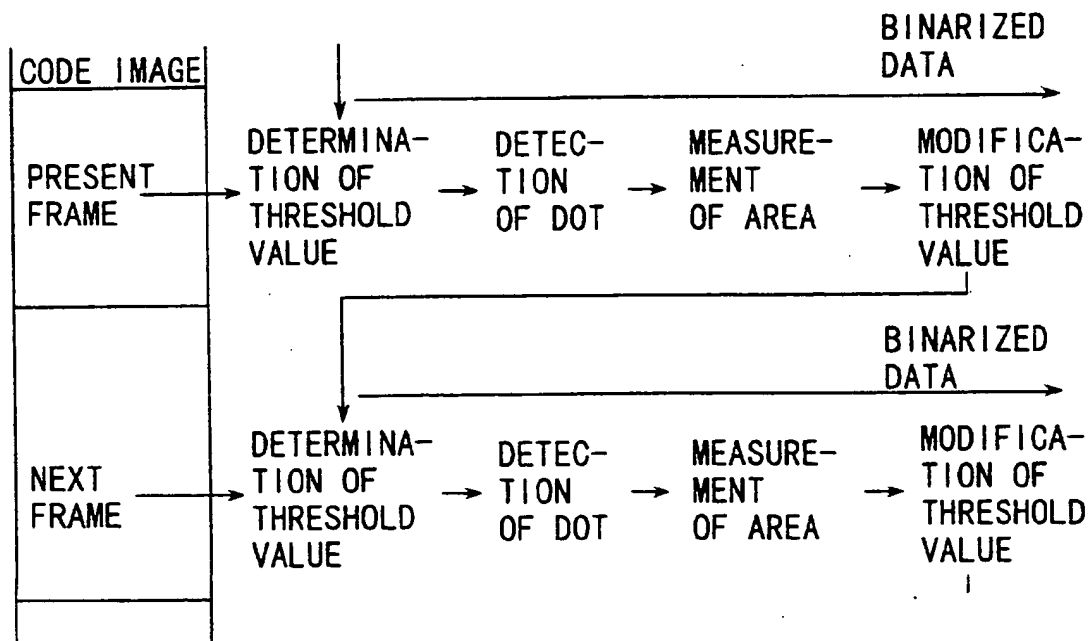 BINARIZED
DATA
CODE IMAGE
PRESENT
FRAME
DETERMINA-
TION OF
THRESHOLD
VALUE
DETEC-
TION
OF DOT
MEASURE-
MENT
OF AREA
MODIFICA-
TION OF
THRESHOLD
VALUE
BINARIZED
DATA
NEXT
FRAME
DETERMINA-
TION OF
THRESHOLD
VALUE
DETEC-
TION
OF DOT
MEASURE-
MENT
OF AREA
MODIFICA-
TION OF
THRESHOLD
VALUE